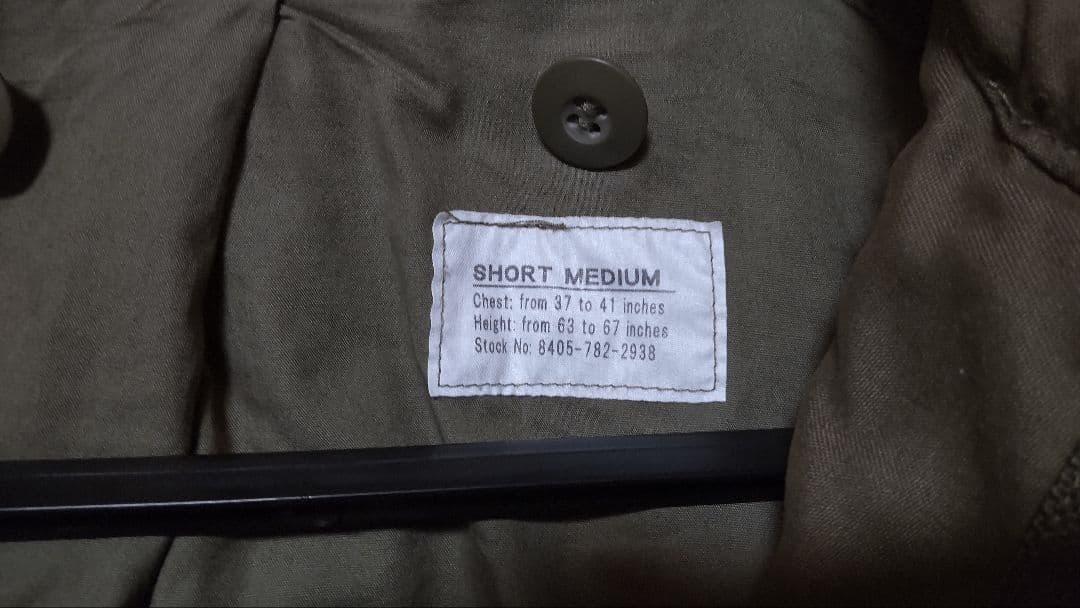 SHORT MEDIUM
Chest: from 37 to 41 inches
Height: from 63 to 67 inches
Stock No: 8405-782-2938